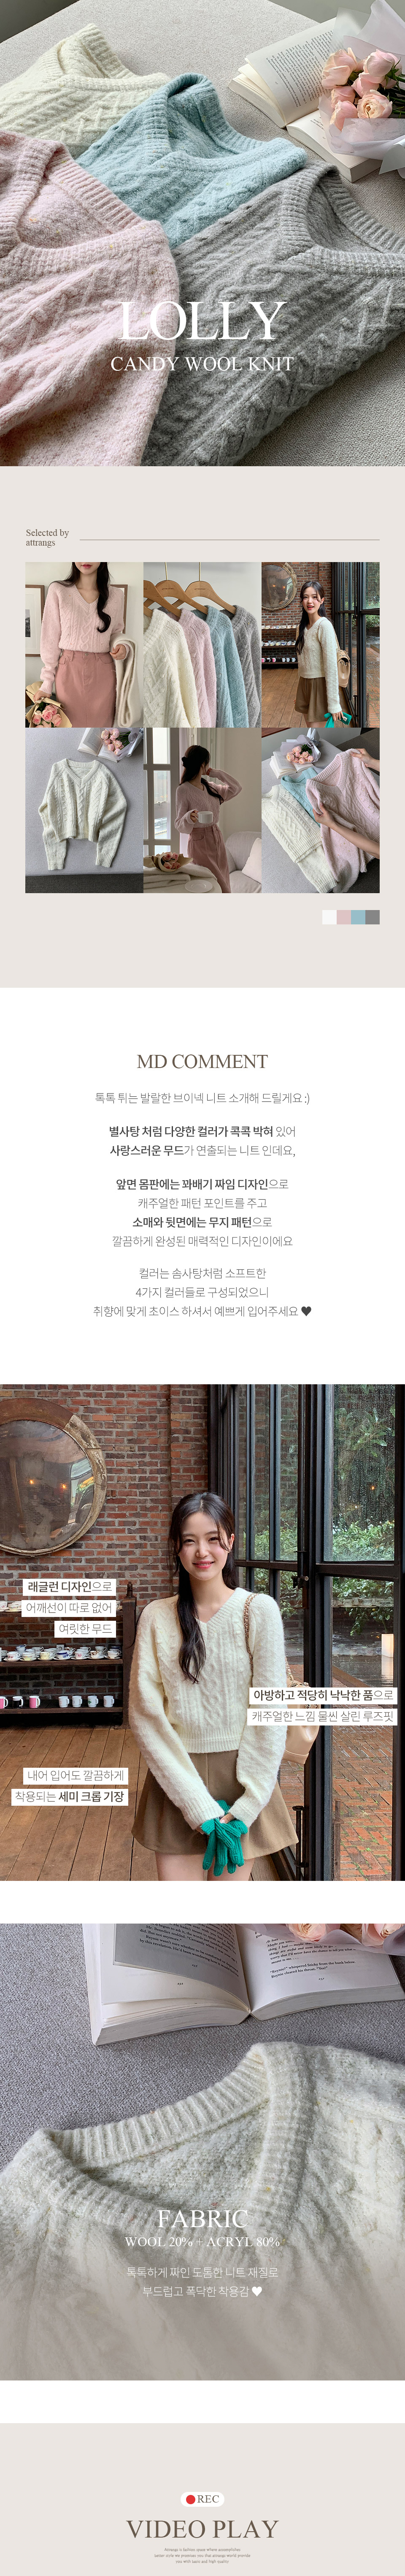 LOLLY
CANDY WOOL KNIT
Selected by
attrangs
MD COMMENT
톡톡 튀는 발랄한 브이넥 니트 소개해 드릴게요 :)
별사탕 처럼 다양한 컬러가 콕콕 박혀 있어
사랑스러운 무드가 연출되는 니트 인데요,
앞면 몸판에는 꽈배기 짜임 디자인으로
캐주얼한 패턴 포인트를 주고
소매와 뒷면에는 무지 패턴으로
깔끔하게 완성된 매력적인 디자인이에요
컬러는 솜사탕처럼 소프트한
4가지 컬러들로 구성되었으니
취향에 맞게 초이스 하셔서 예쁘게 입어주세요 ♥
래글런 디자인으로
어깨선이 따로 없어
여릿한 무드
아방하고 적당히 낙낙한 품으로
캐주얼한 느낌 물씬 살린 루즈핏
내어 입어도 깔끔하게
착용되는 세미 크롭 기장
FABRIC
WOOL 20% + ACRYL 80%
톡톡하게 짜인 도톰한 니트 재질로
부드럽고 폭닥한 착용감 ♥
REC
VIDEO PLAY